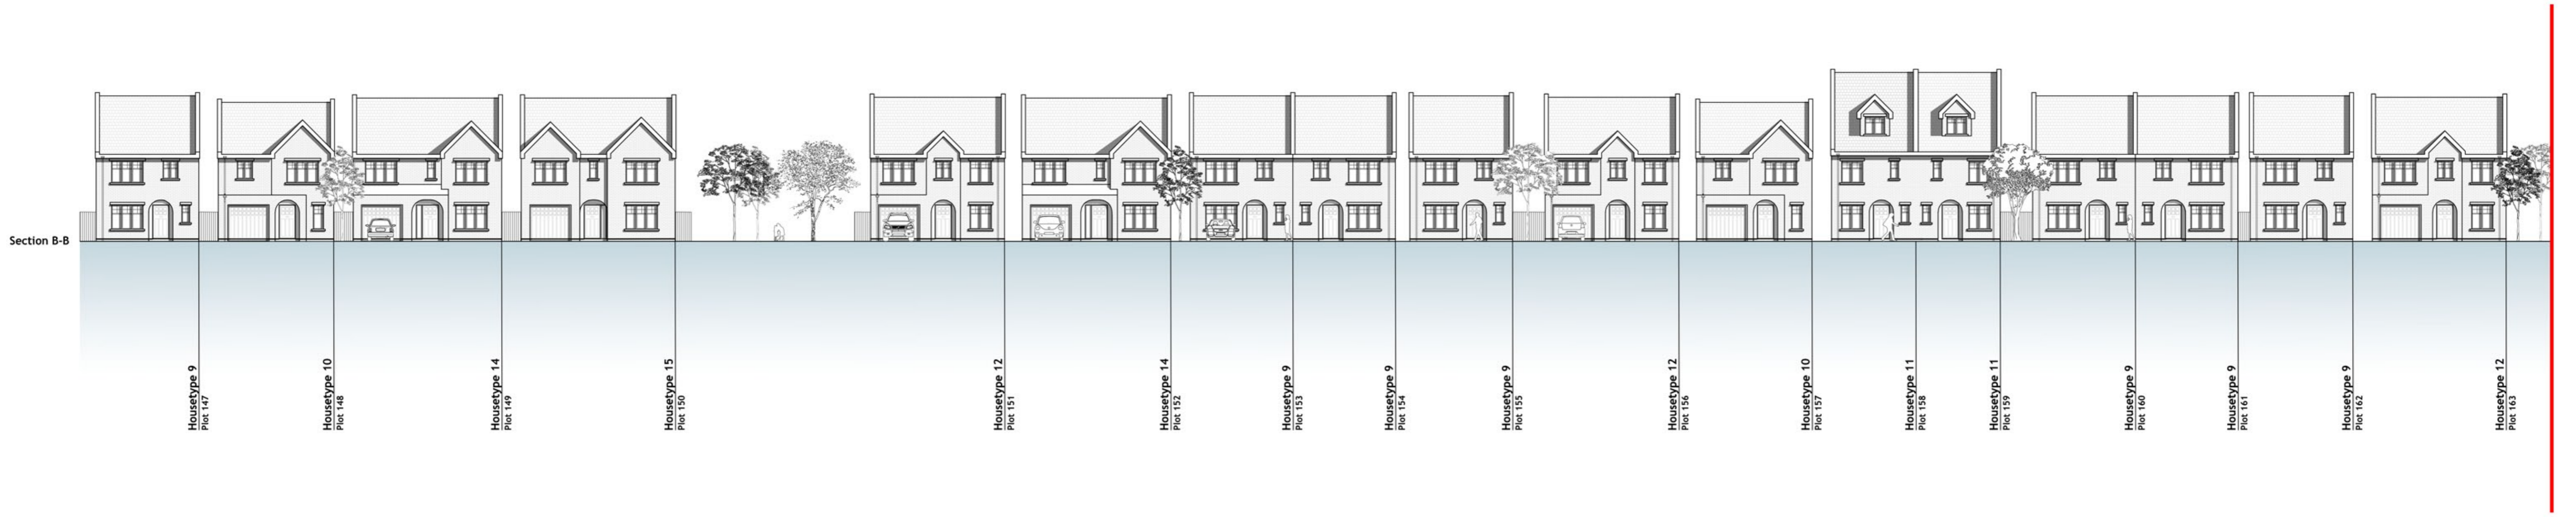 Section B-B
Housetype 9
Plot 147
Housetype 10
Plot 148
Housetype 14
Plot 149
Housetype 15
Plot 150
Housetype 12
Plot 151
Housetype 14
Plot 152
Housetype 9
Plot 153
Housetype 9
Plot 154
Housetype 9
Plot 155
Housetype 12
Plot 156
Housetype 10
Plot 157
Housetype 11
Plot 158
Housetype 11
Plot 159
Housetype 9
Plot 160
Housetype 9
Plot 161
Housetype 9
Plot 162
Housetype 12
Plot 163